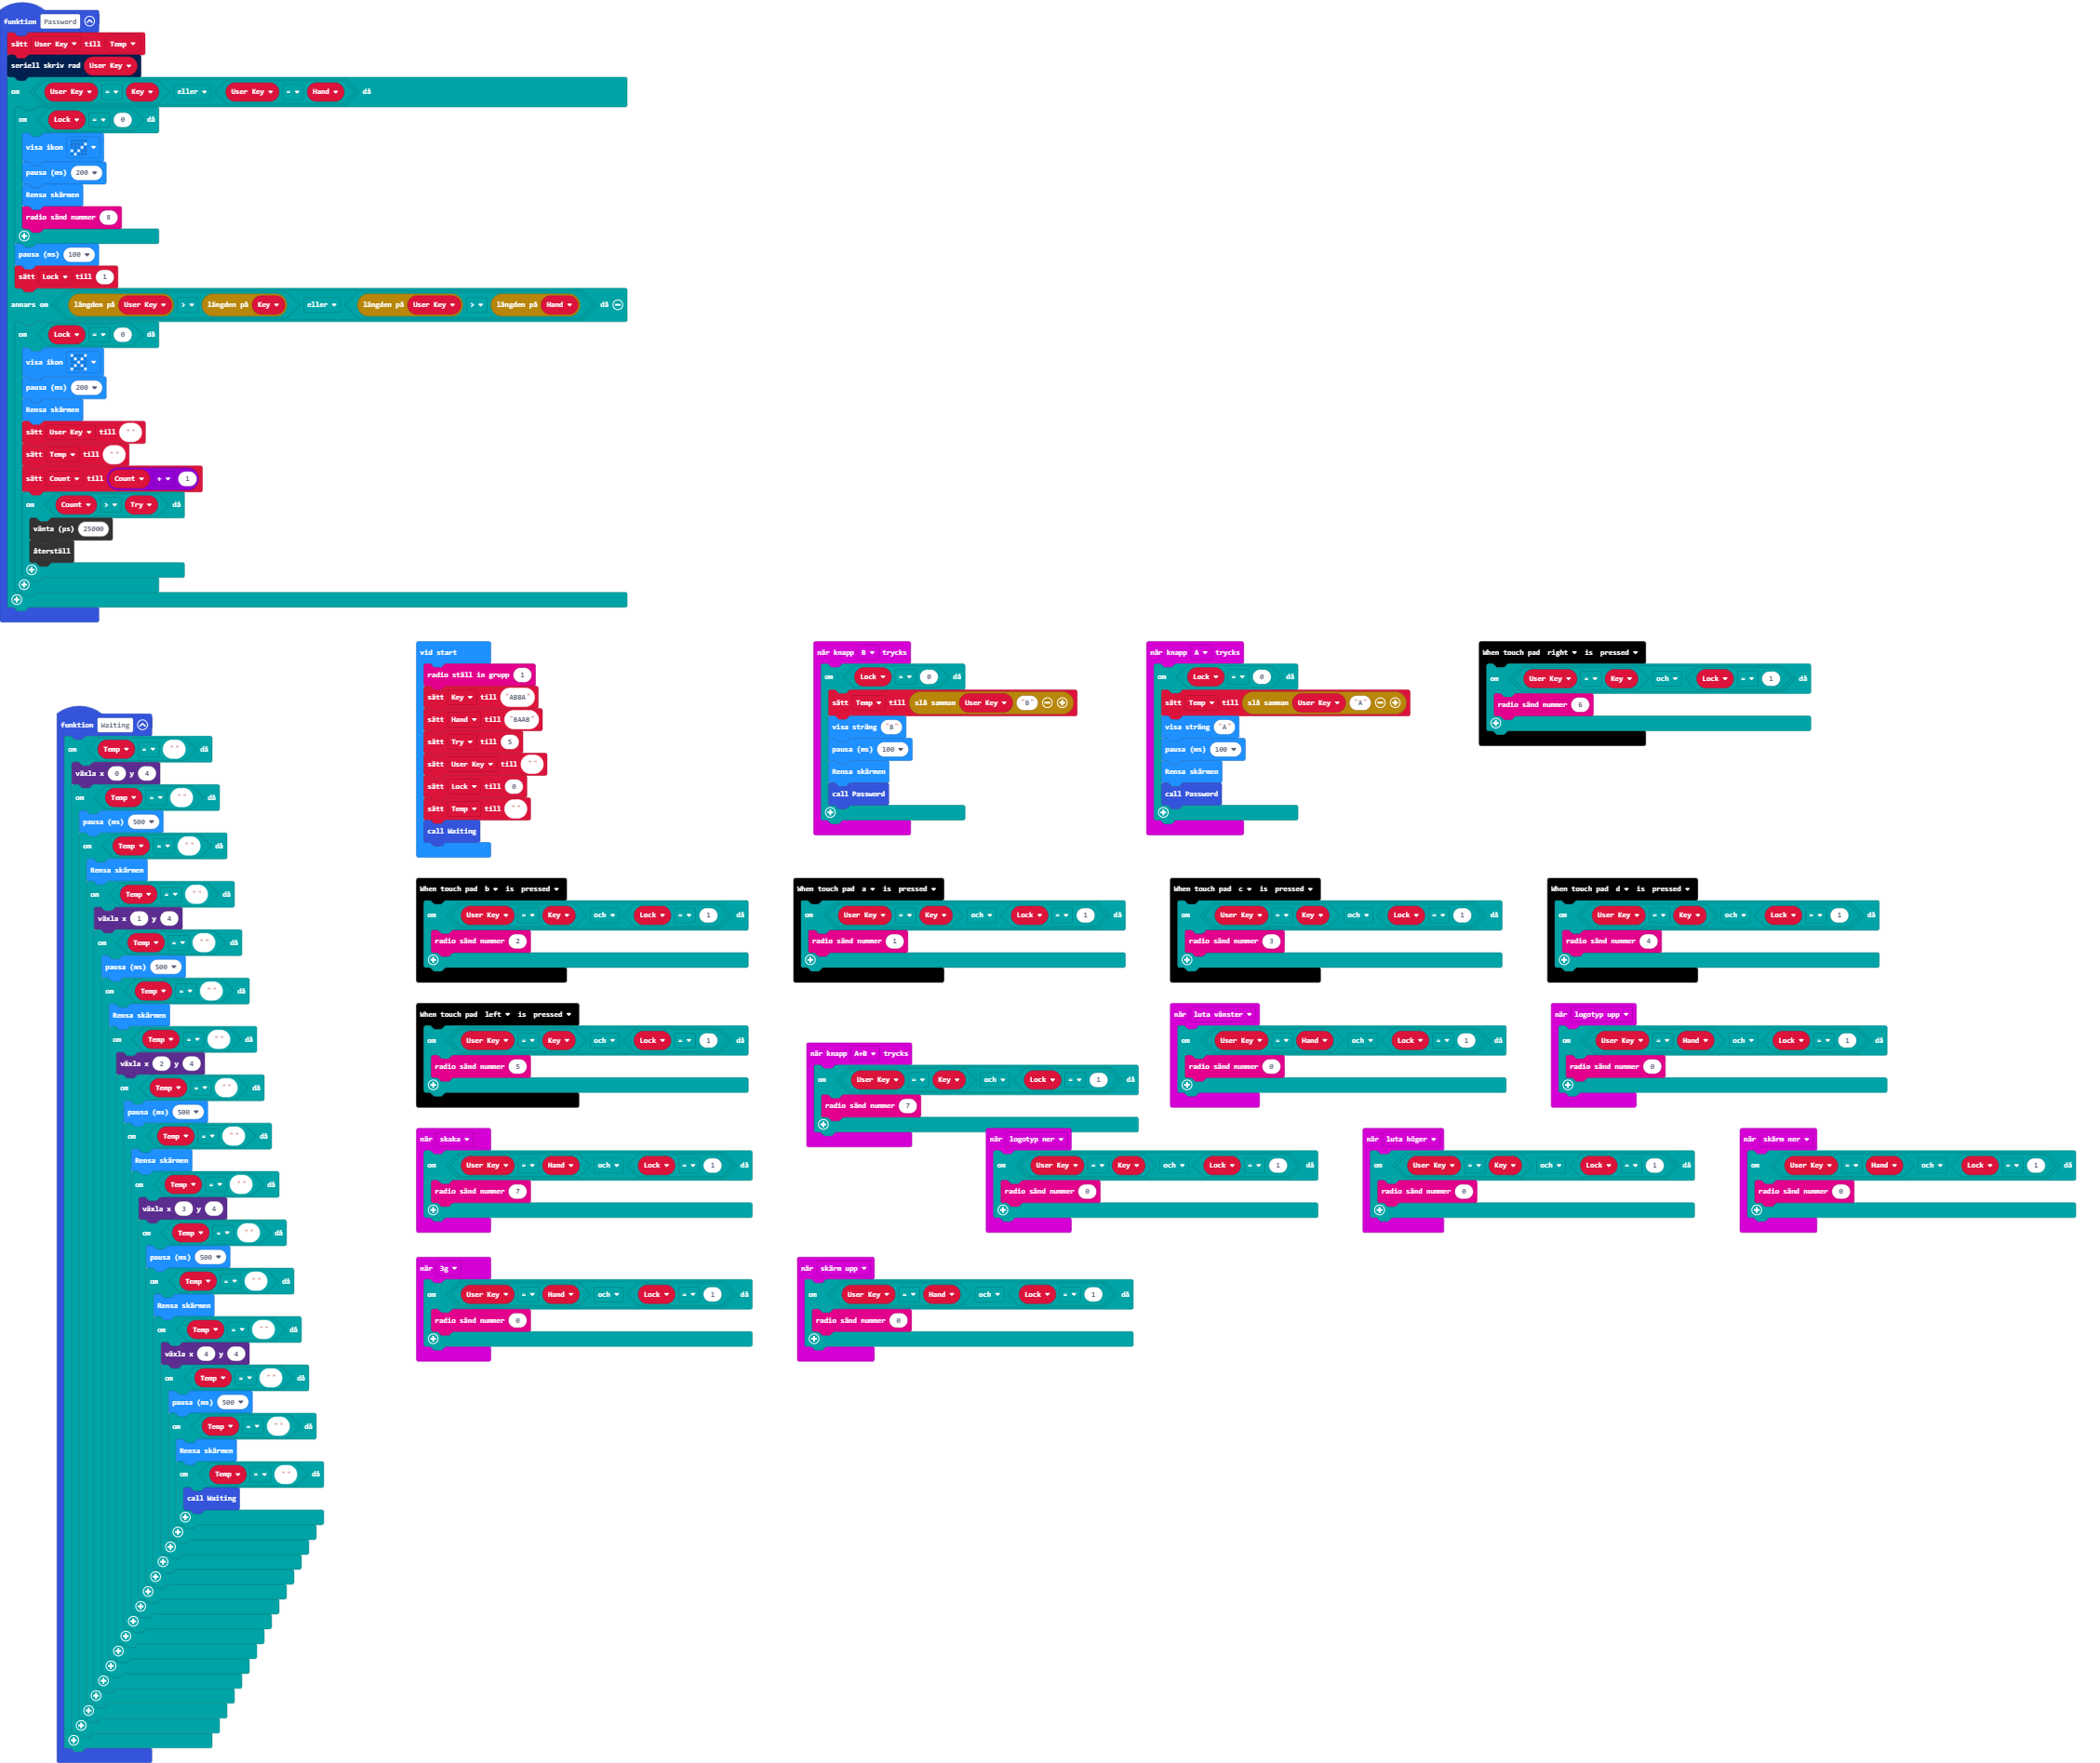 funktion Password
sätt User Key till Temp
seriell skriv rad User Key
om User Key = Key eller User Key = Hand då
om Lock = 0 då
visa ikon
pausa (ms) 200
Rensa skärmen
radio sänd nummer 8
pausa (ms) 100
sätt Lock till 1
annars om längden på User Key > längden på Key eller längden på User Key > längden på Hand då
om Lock = 0 då
visa ikon
pausa (ms) 200
Rensa skärmen
sätt User Key till ""
sätt Temp till ""
sätt Count till Count + 1
om Count > Try då
vänta (µs) 25000
återställ
funktion Waiting
om Temp = "" då
växla x 0 y 4
om Temp = "" då
pausa (ms) 500
om Temp = "" då
Rensa skärmen
om Temp = "" då
växla x 1 y 4
om Temp = "" då
pausa (ms) 500
om Temp = "" då
Rensa skärmen
om Temp = "" då
växla x 2 y 4
om Temp = "" då
pausa (ms) 500
om Temp = "" då
Rensa skärmen
om Temp = "" då
växla x 3 y 4
om Temp = "" då
pausa (ms) 500
om Temp = "" då
Rensa skärmen
om Temp = "" då
växla x 4 y 4
om Temp = "" då
pausa (ms) 500
om Temp = "" då
Rensa skärmen
om Temp = "" då
call Waiting
vid start
radio ställ in grupp 1
sätt Key till "ABBA"
sätt Hand till "BAAB"
sätt Try till 5
sätt User Key till ""
sätt Lock till 0
sätt Temp till ""
call Waiting
när knapp B trycks
om Lock = 0 då
sätt Temp till slå samman User Key "B"
visa sträng "B"
pausa (ms) 100
Rensa skärmen
call Password
när knapp A trycks
om Lock = 0 då
sätt Temp till slå samman User Key "A"
visa sträng "A"
pausa (ms) 100
Rensa skärmen
call Password
When touch pad right is pressed
om User Key = Key och Lock = 1 då
radio sänd nummer 6
When touch pad b is pressed
om User Key = Key och Lock = 1 då
radio sänd nummer 2
When touch pad a is pressed
om User Key = Key och Lock = 1 då
radio sänd nummer 1
When touch pad c is pressed
om User Key = Key och Lock = 1 då
radio sänd nummer 3
When touch pad d is pressed
om User Key = Key och Lock = 1 då
radio sänd nummer 4
When touch pad left is pressed
om User Key = Key och Lock = 1 då
radio sänd nummer 5
när knapp A+B trycks
om User Key = Key och Lock = 1 då
radio sänd nummer 7
när luta vänster
om User Key = Hand och Lock = 1 då
radio sänd nummer 0
när logotyp upp
om User Key = Hand och Lock = 1 då
radio sänd nummer 0
när skaka
om User Key = Hand och Lock = 1 då
radio sänd nummer 7
när logotyp ner
om User Key = Key och Lock = 1 då
radio sänd nummer 0
när luta höger
om User Key = Key och Lock = 1 då
radio sänd nummer 0
när skärm ner
om User Key = Hand och Lock = 1 då
radio sänd nummer 0
när 3g
om User Key = Hand och Lock = 1 då
radio sänd nummer 0
när skärm upp
om User Key = Hand och Lock = 1 då
radio sänd nummer 0